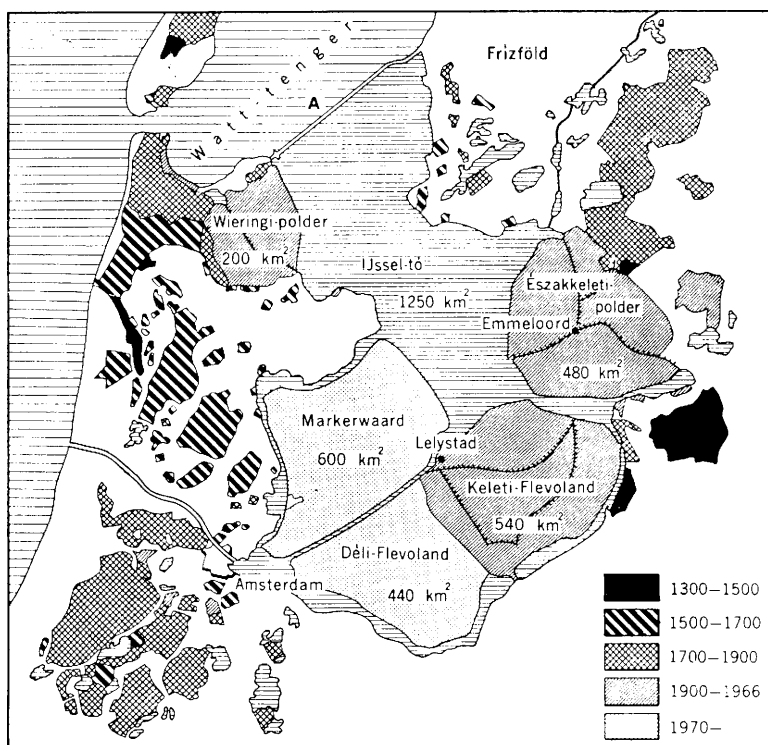 Frízföld
A
Watt-tenger
Wieringi-polder
200 km²
IJssel-tó
1250 km²
Északkeleti-
polder
Emmeloord
480 km²
Markerwaard
600 km²
Lelystad
Keleti-Flevoland
540 km²
Déli-Flevoland
440 km²
Amsterdam
1300–1500
1500–1700
1700–1900
1900–1966
1970–